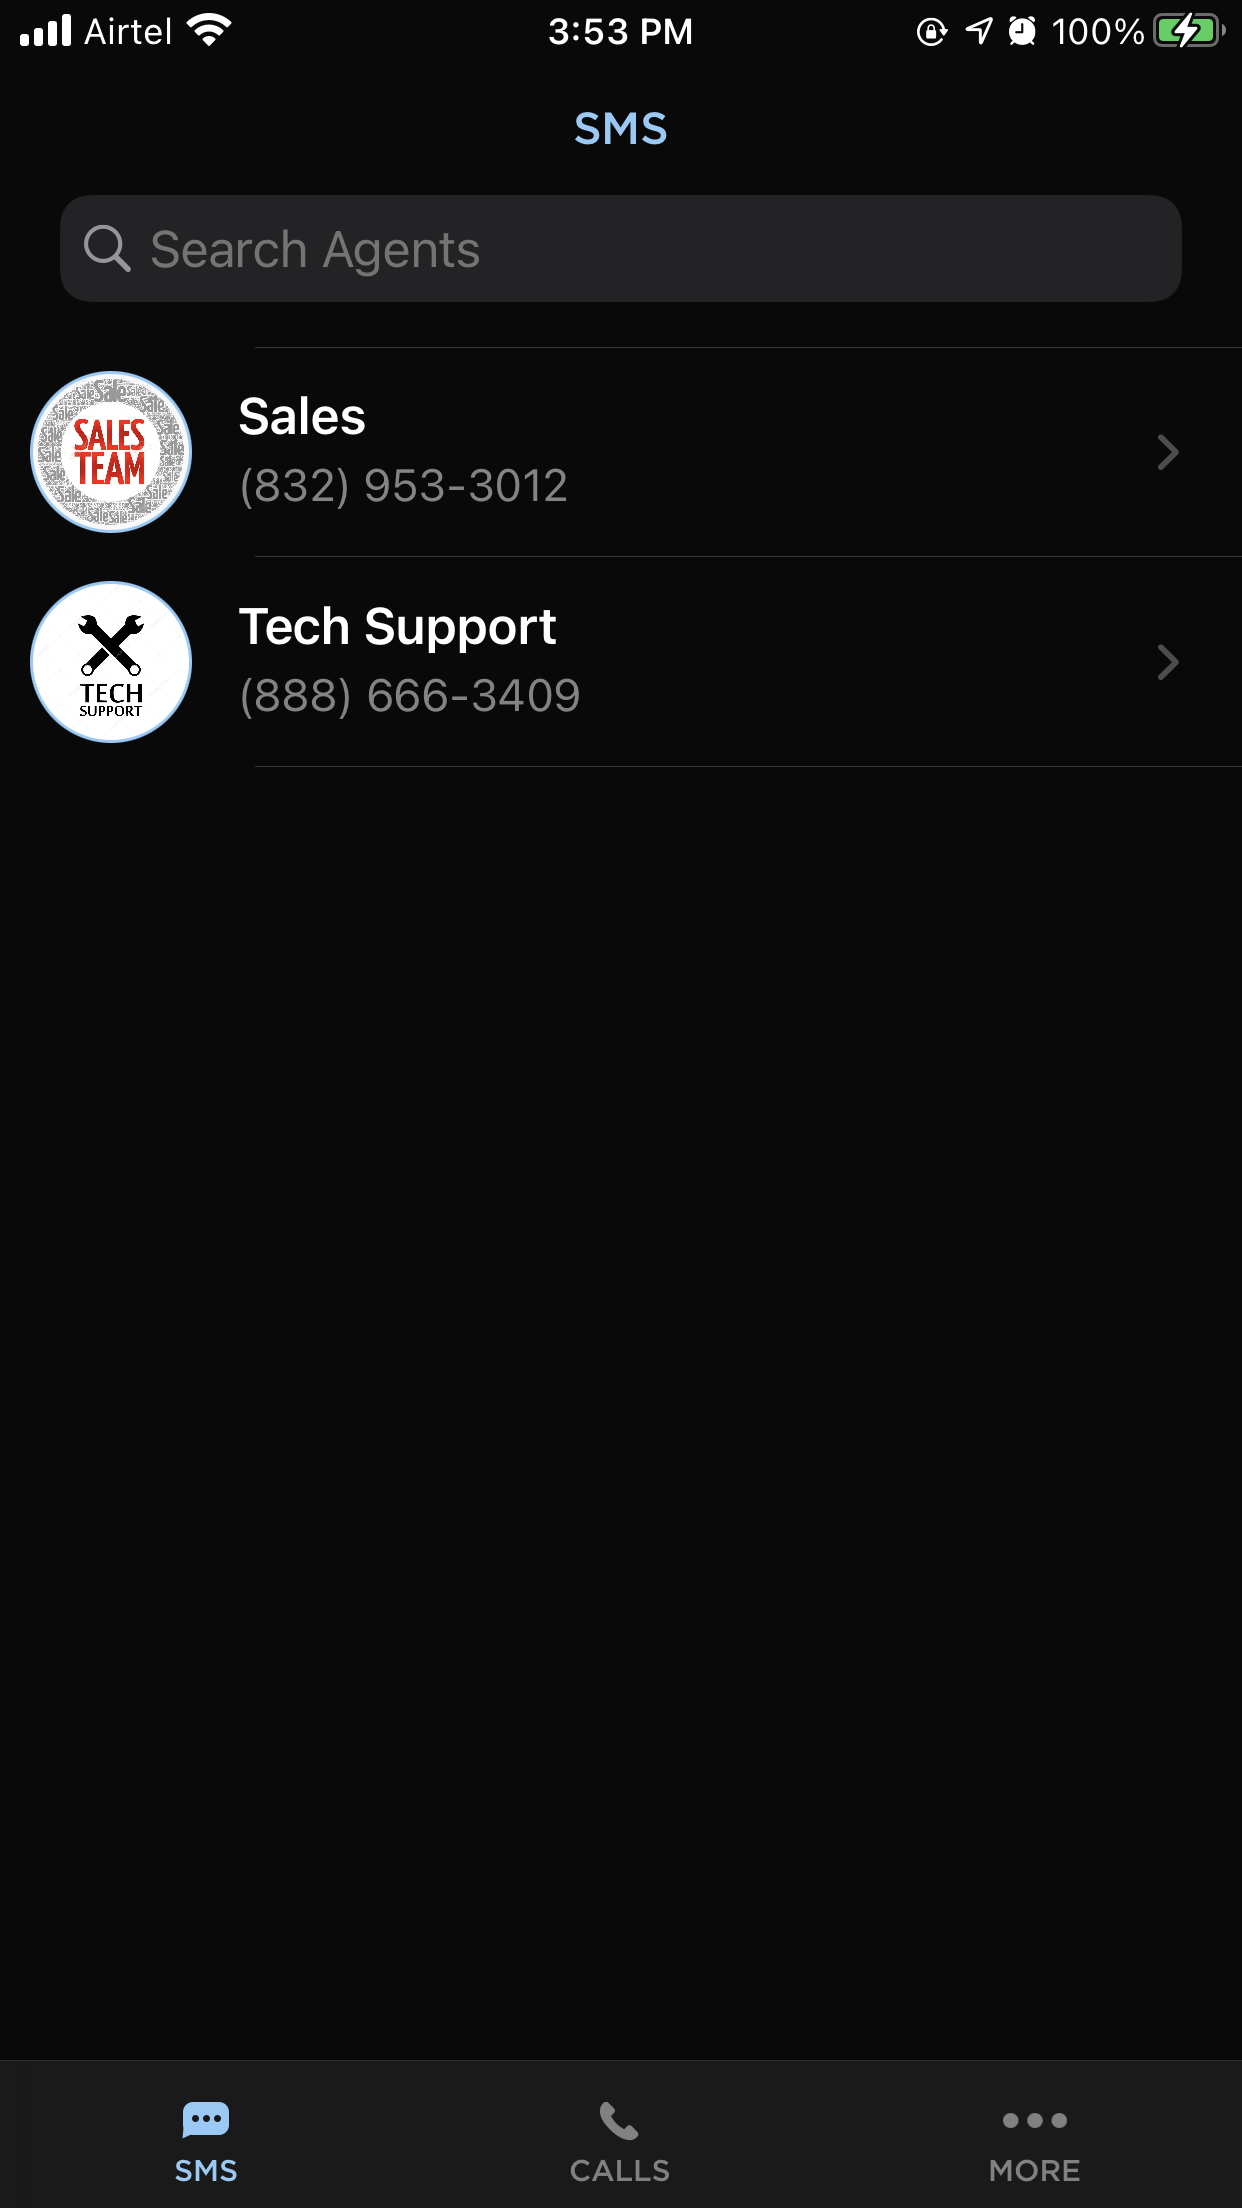 Airtel 3:53 PM 100%
SMS
Search Agents
SALES
TEAM
Sales
(832) 953-3012
TECH
SUPPORT
Tech Support
(888) 666-3409
SMS CALLS MORE